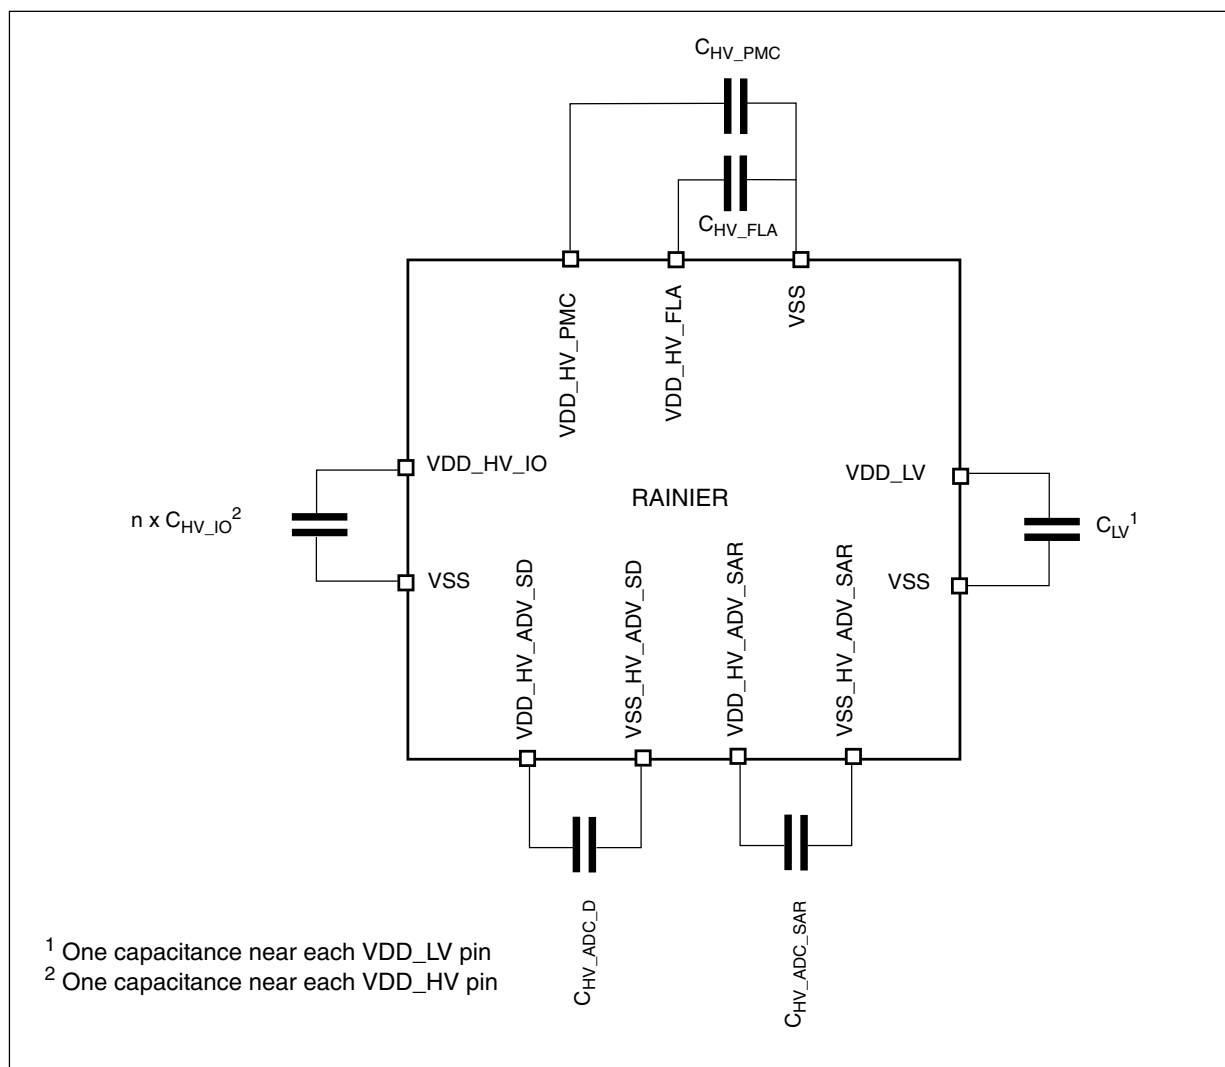 CHV_PMC
CHV_FLA
VDD_HV_PMC
VDD_HV_FLA
VSS
VDD_HV_IO
VDD_LV
RAINIER
n x CHV_IO2
CLV1
VSS
VSS
VDD_HV_ADV_SD
VSS_HV_ADV_SD
VDD_HV_ADV_SAR
VSS_HV_ADV_SAR
CHV_ADC_D
CHV_ADC_SAR
1 One capacitance near each VDD_LV pin
2 One capacitance near each VDD_HV pin